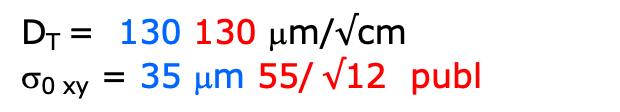 D_T = 130 130 μm/√cm
σ_0 xy = 35 μm 55/ √12 publ